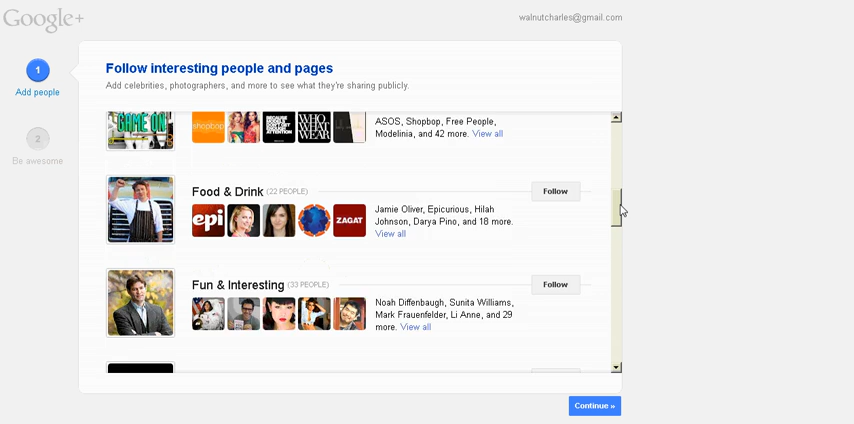 Google+
walnutcharles@gmail.com
1
Add people
2
Be awesome
Follow interesting people and pages
Add celebrities, photographers, and more to see what they're sharing publicly.
GAME ON!
shopbop
BECAUSE
ATTENTION
WHO
WHAT
WEAR
ASOS, Shopbop, Free People,
Modelinia, and 42 more. View all
Food & Drink (22 PEOPLE)
Follow
epi
ZAGAT
Jamie Oliver, Epicurious, Hilah
Johnson, Darya Pino, and 18 more.
View all
Fun & Interesting (33 PEOPLE)
Follow
Noah Diffenbaugh, Sunita Williams,
Mark Frauenfelder, Li Anne, and 29
more. View all
Continue »